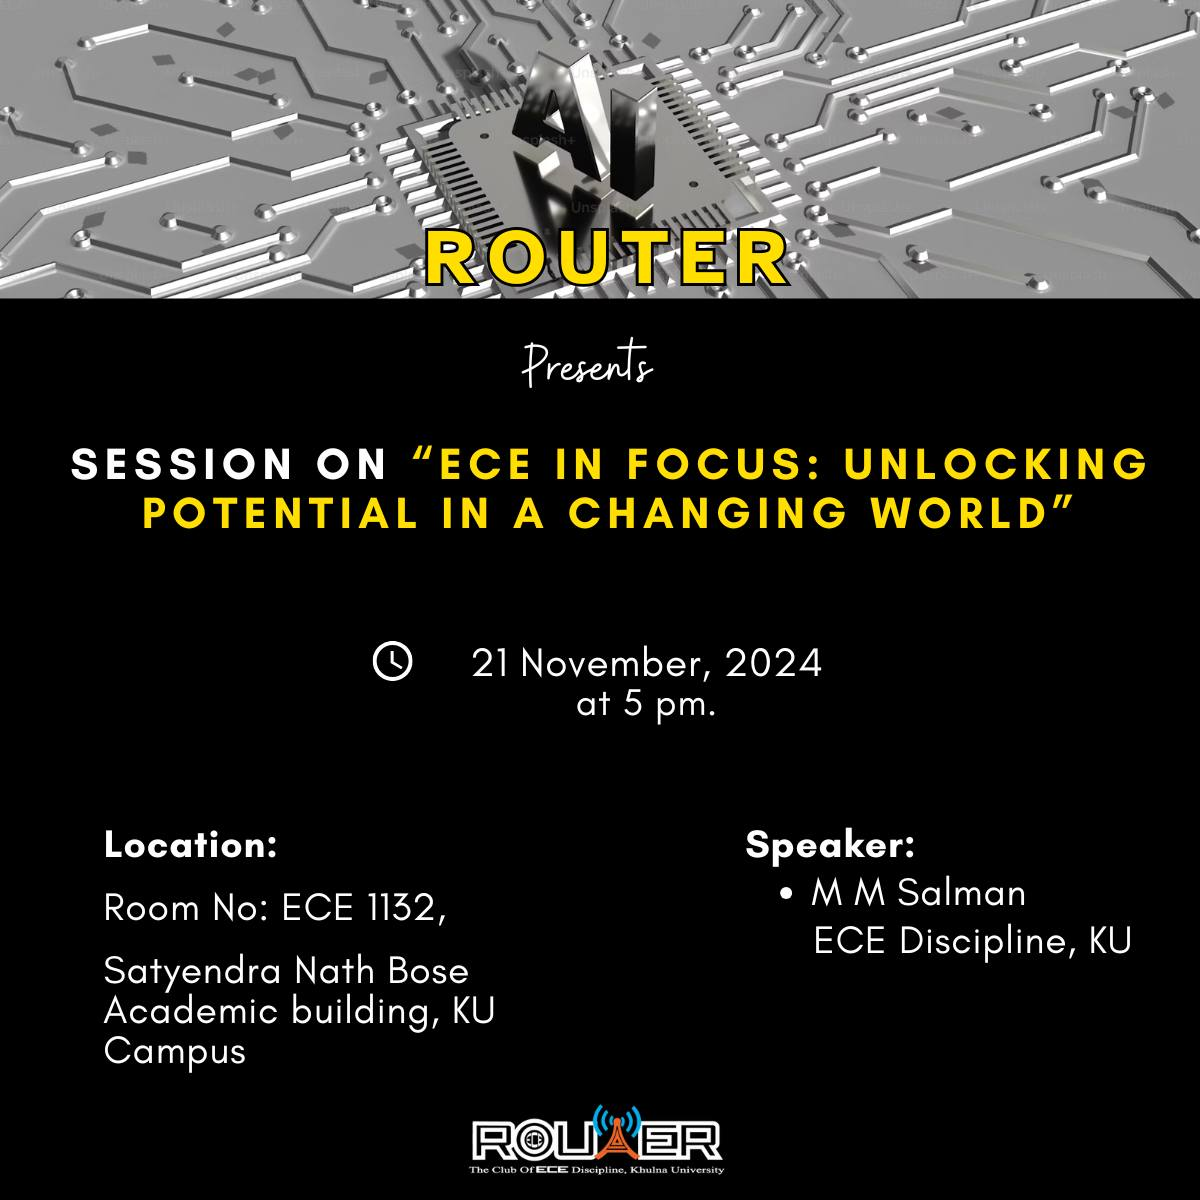 AI
ROUTER
Presents
SESSION ON “ECE IN FOCUS: UNLOCKING
POTENTIAL IN A CHANGING WORLD”
21 November, 2024
at 5 pm.
Location:
Room No: ECE 1132,
Satyendra Nath Bose
Academic building, KU
Campus
Speaker:
• M M Salman
ECE Discipline, KU
ROUTER
The Club Of ECE Discipline, Khulna University